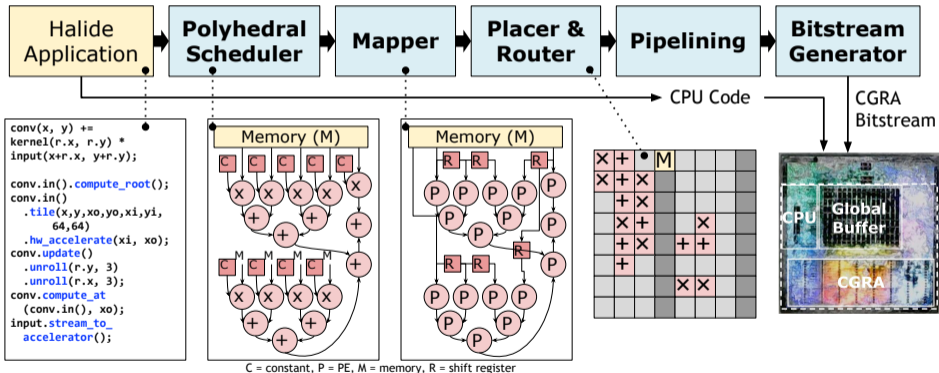 Halide
Application
Polyhedral
Scheduler
Mapper
Placer &
Router
Pipelining
Bitstream
Generator
CPU Code
CGRA
Bitstream
conv(x, y) +=
kernel(r.x, r.y) *
input(x+r.x, y+r.y);
conv.in().compute_root();
conv.in()
.tile(x,y,xo,yo,xi,yi,
64,64)
.hw_accelerate(xi, xo);
conv.update()
.unroll(r.y, 3)
.unroll(r.x, 3);
conv.compute_at
(conv.in(), xo);
input.stream_to_
accelerator();
Memory (M)
C C C C C
X X X X X
+ +
+
+
M M M M
C C C C
X X X X
+
+ +
+
Memory (M)
R R R
P P P P P
P P
P
P
R
R R
P
P P P P
P P
P
× + M
× + ×
+ ×
+ × ×
+ × + +
+
× ×
CPU
Global
Buffer
CGRA
C = constant, P = PE, M = memory, R = shift register